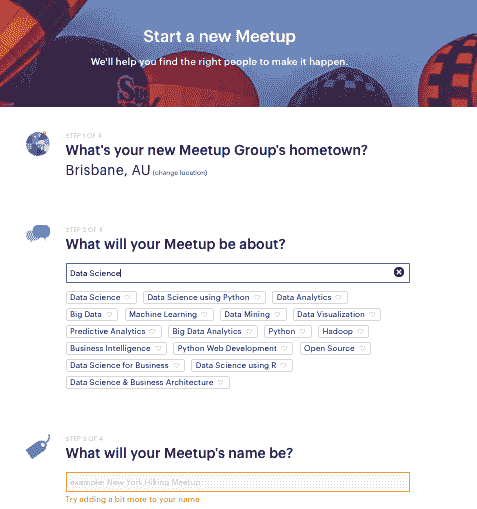 Start a new Meetup
We'll help you find the right people to make it happen.
STEP 1 OF 4
What's your new Meetup Group's hometown?
Brisbane, AU (change location)
STEP 2 OF 4
What will your Meetup be about?
Data Science
Data Science Data Science using Python Data Analytics
Big Data Machine Learning Data Mining Data Visualization
Predictive Analytics Big Data Analytics Python Hadoop
Business Intelligence Python Web Development Open Source
Data Science for Business Data Science using R
Data Science & Business Architecture
STEP 3 OF 4
What will your Meetup's name be?
example: New York Hiking Meetup
Try adding a bit more to your name